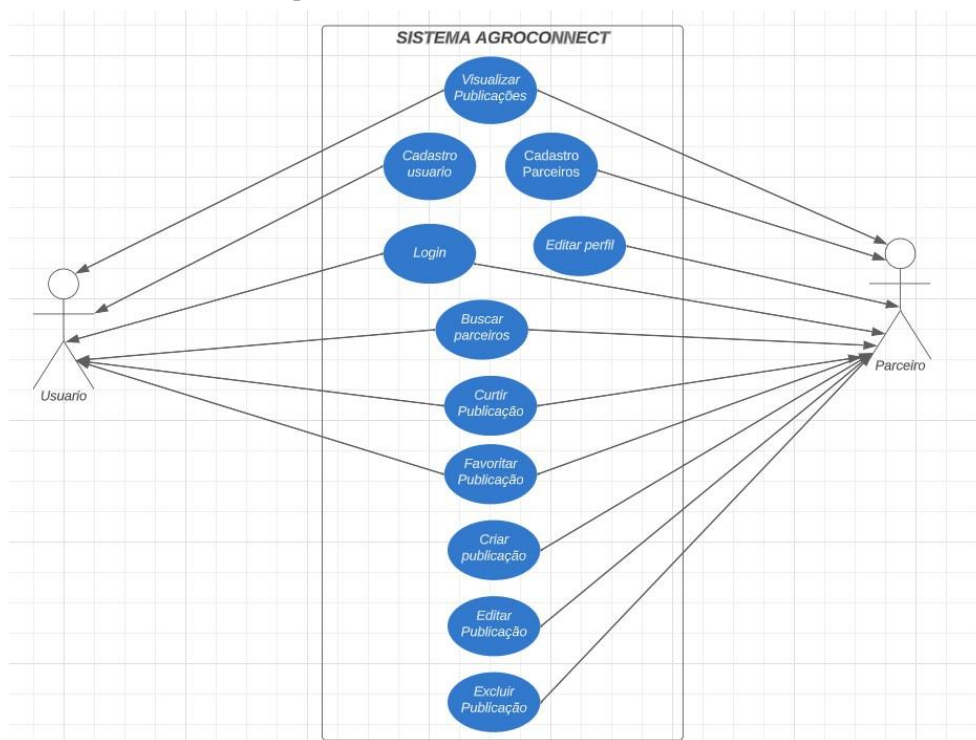 SISTEMA AGROCONNECT
Visualizar
Publicações
Cadastro
usuario
Cadastro
Parceiros
Login
Editar perfil
Buscar
parceiros
Usuario
Parceiro
Curtir
Publicação
Favoritar
Publicação
Criar
publicação
Editar
Publicação
Excluir
Publicação